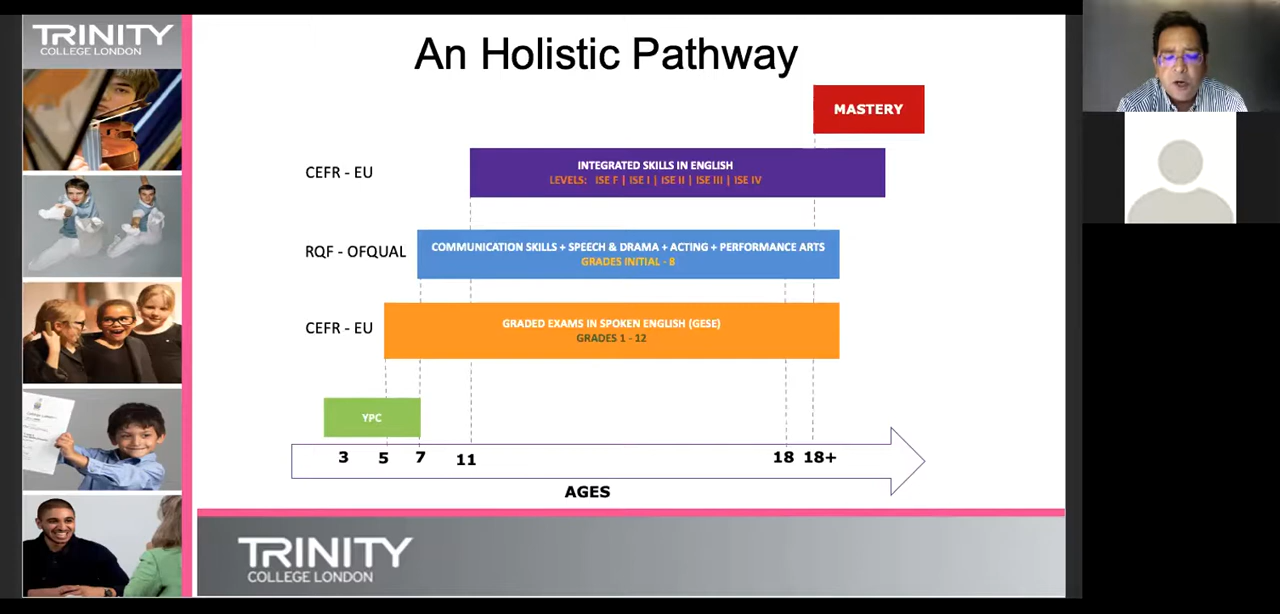 TRINITY
COLLEGE LONDON
An Holistic Pathway
MASTERY
CEFR - EU
INTEGRATED SKILLS IN ENGLISH
LEVELS: ISE F | ISE I | ISE II | ISE III | ISE IV
RQF - OFQUAL
COMMUNICATION SKILLS + SPEECH & DRAMA + ACTING + PERFORMANCE ARTS
GRADES INITIAL - 8
CEFR - EU
GRADED EXAMS IN SPOKEN ENGLISH (GESE)
GRADES 1 - 12
YPC
3 5 7 11 18 18+
AGES
TRINITY
COLLEGE LONDON